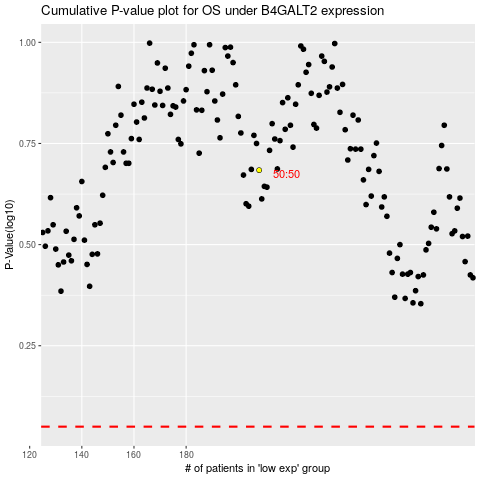 Cumulative P-value plot for OS under B4GALT2 expression
P-Value(log10)
1.00
0.75
0.50
0.25
50:50
120 140 160 180
# of patients in 'low exp' group